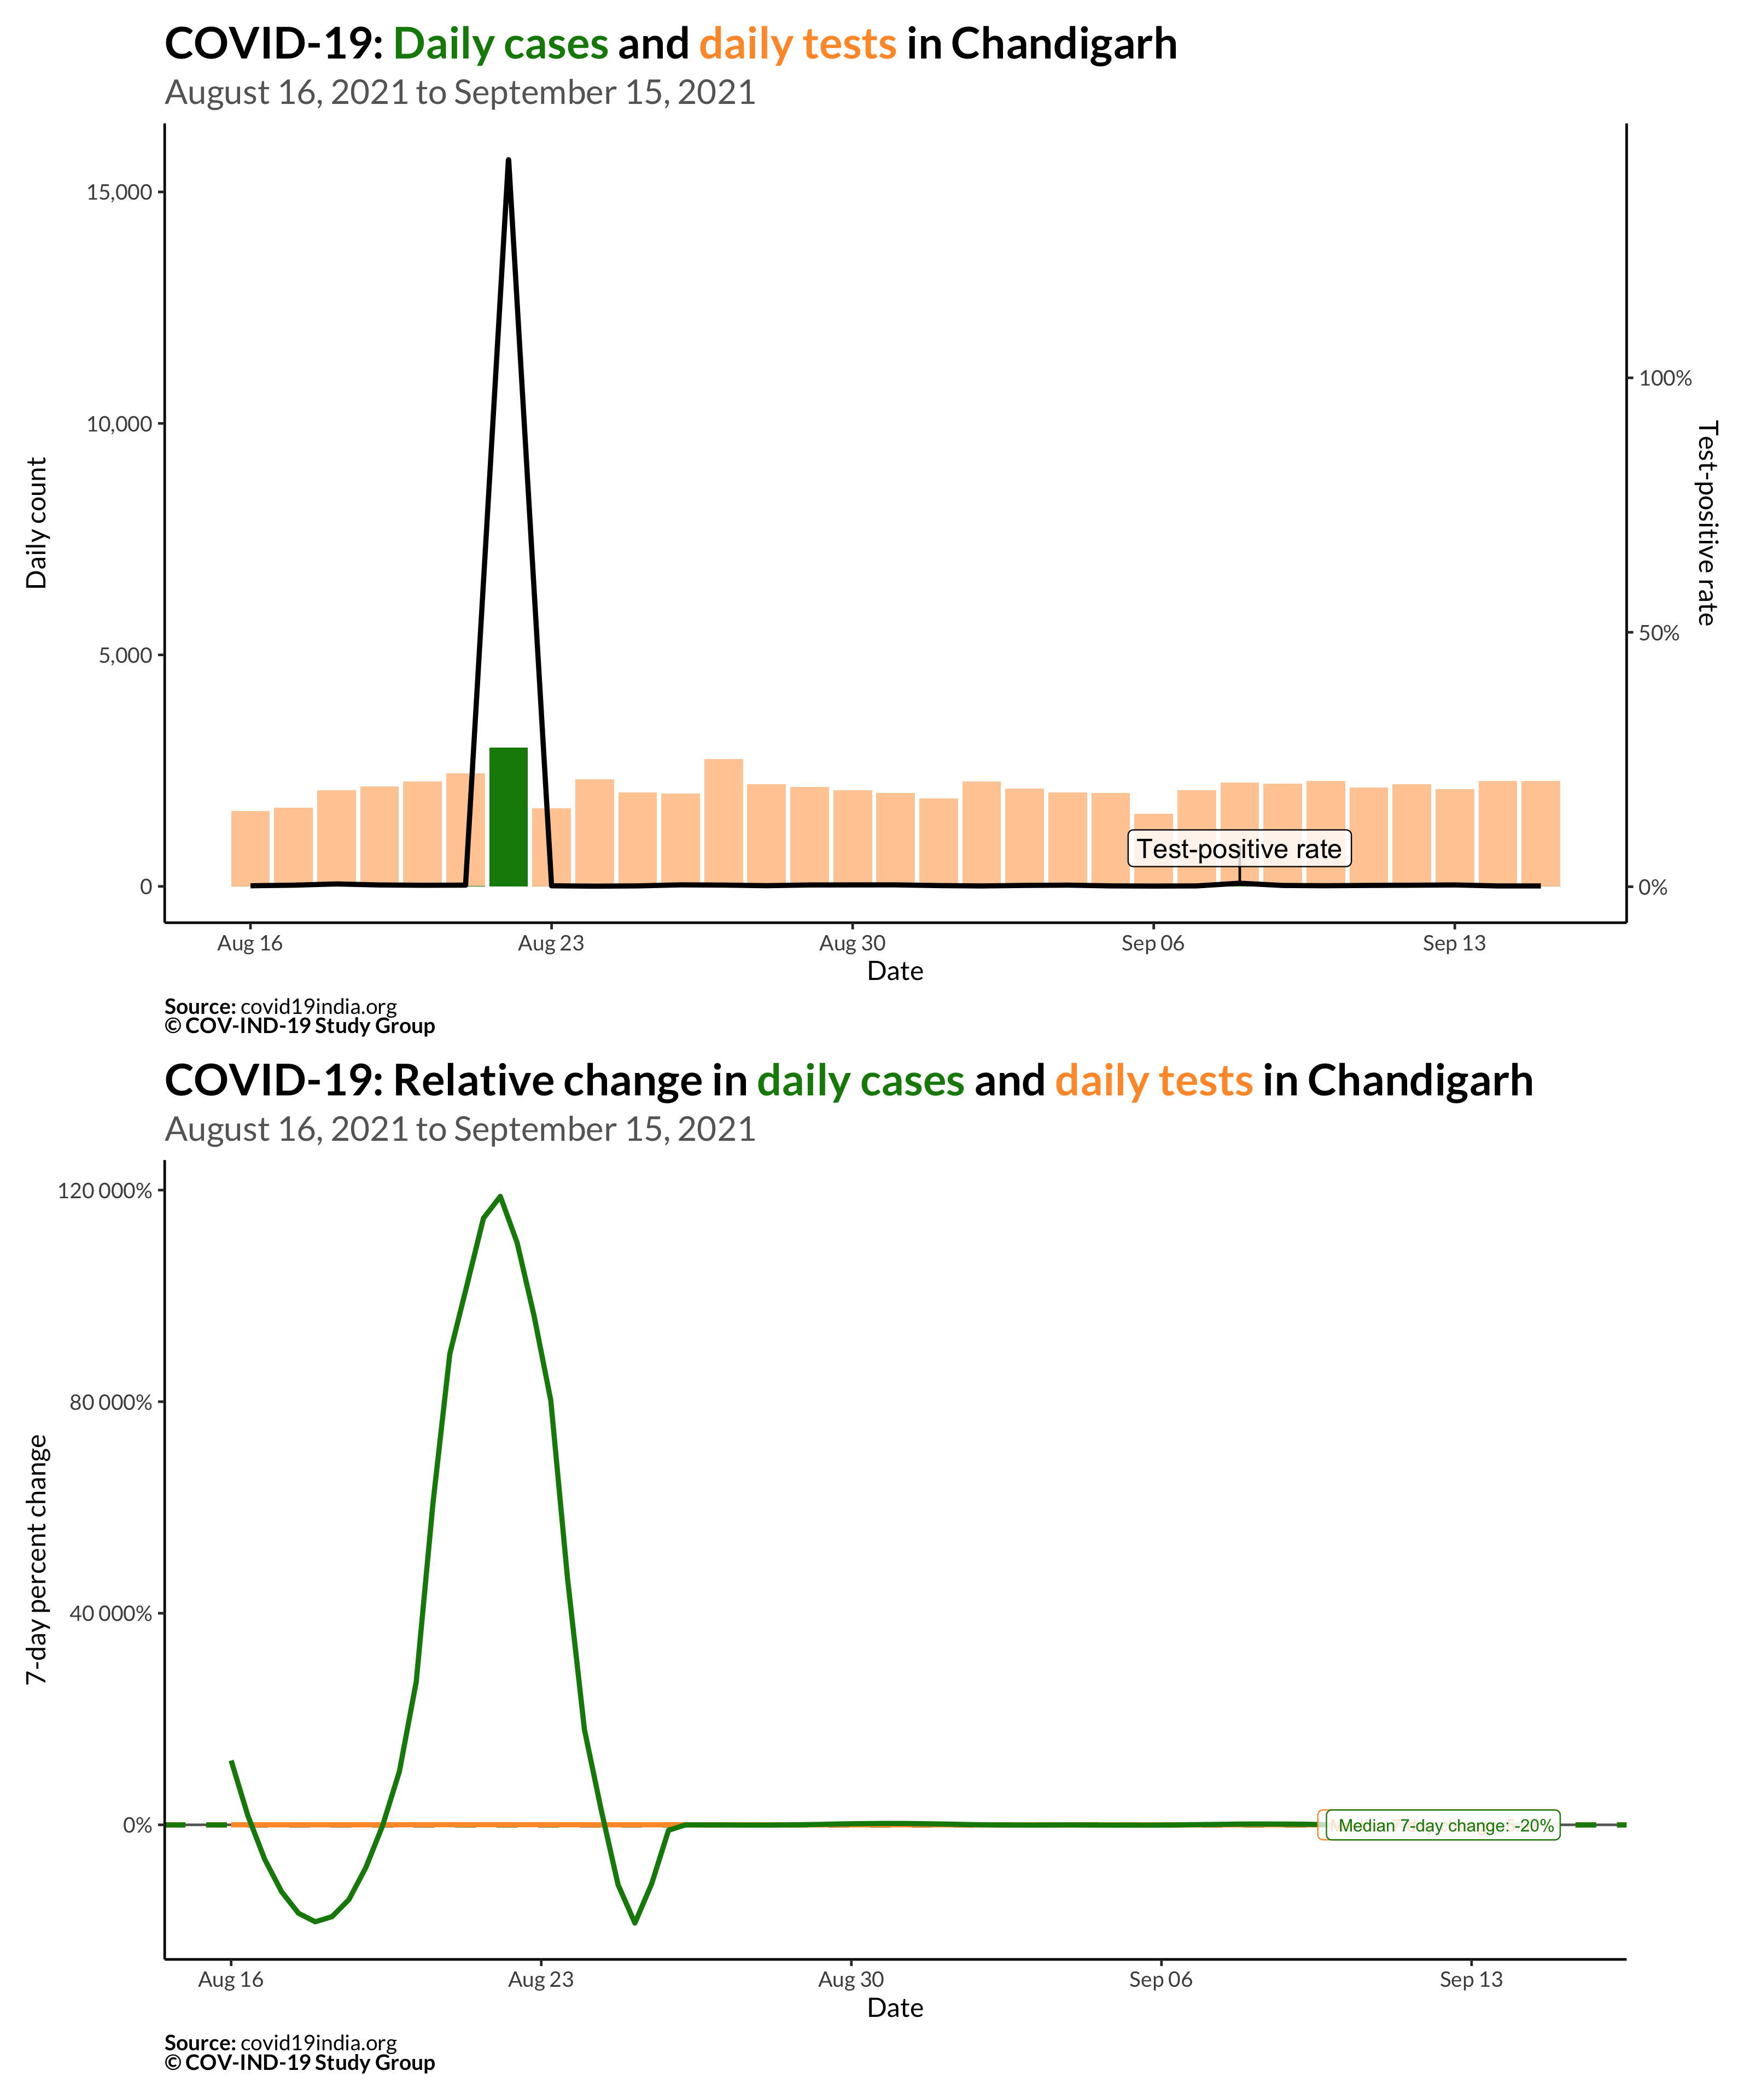 COVID-19: Daily cases and daily tests in Chandigarh
August 16, 2021 to September 15, 2021
15,000
10,000
5,000
0
Daily count
100%
50%
0%
Test-positive rate
Test-positive rate
Aug 16
Aug 23
Aug 30
Sep 06
Sep 13
Date
Source: covid19india.org
© COV-IND-19 Study Group
COVID-19: Relative change in daily cases and daily tests in Chandigarh
August 16, 2021 to September 15, 2021
120 000%
80 000%
40 000%
0%
7-day percent change
Median 7-day change: -20%
Aug 16
Aug 23
Aug 30
Sep 06
Sep 13
Date
Source: covid19india.org
© COV-IND-19 Study Group